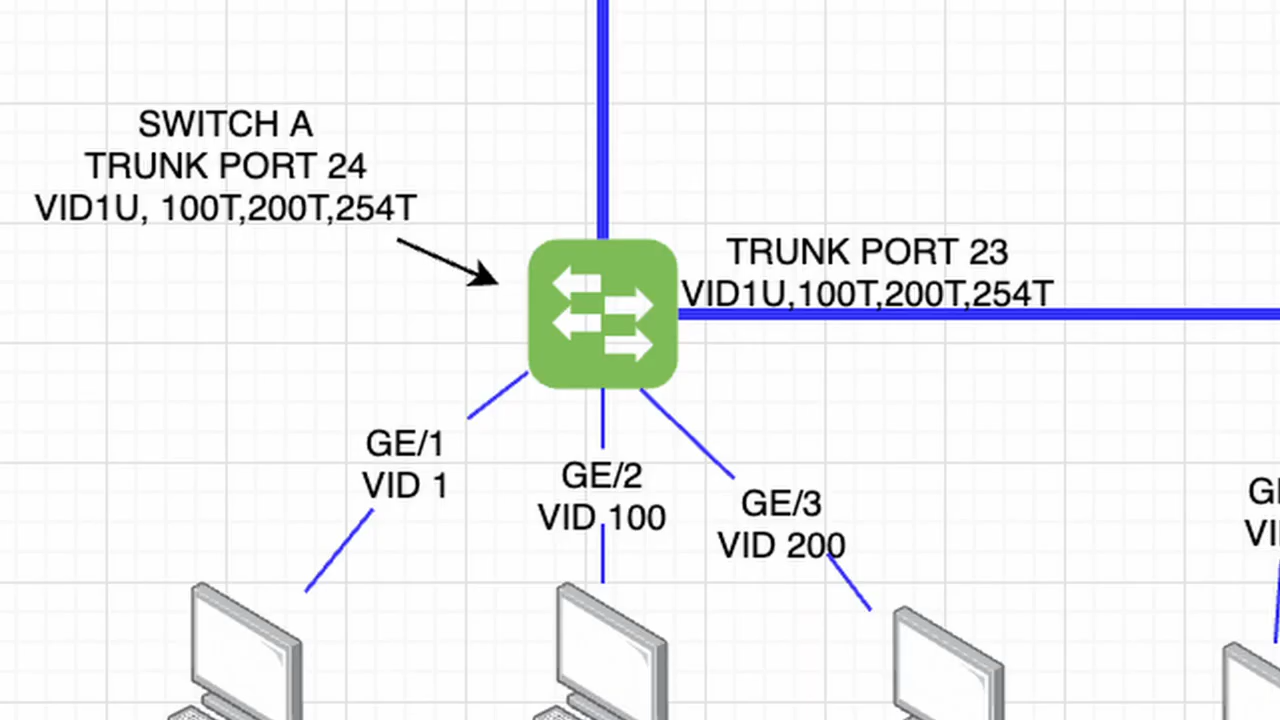 SWITCH A
TRUNK PORT 24
VID1U, 100T,200T,254T
TRUNK PORT 23
VID1U,100T,200T,254T
GE/1
VID 1
GE/2
VID 100
GE/3
VID 200